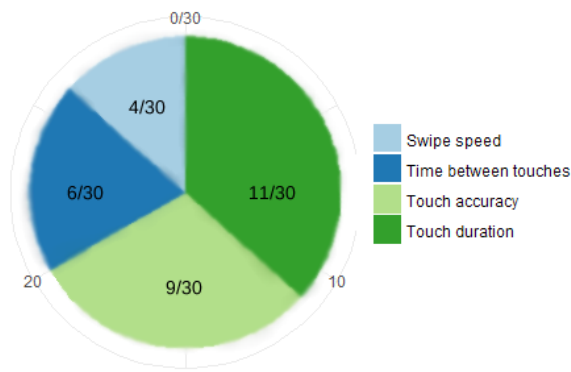 0/30
4/30
6/30
11/30
9/30
20
10
Swipe speed
Time between touches
Touch accuracy
Touch duration